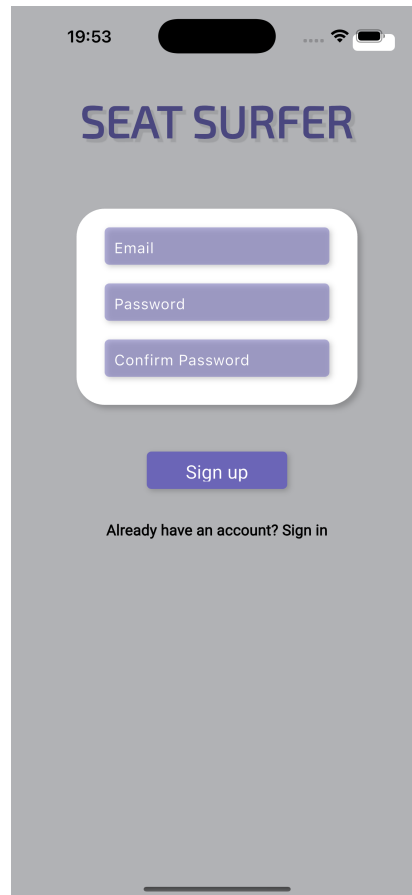 19:53
SEAT SURFER
Email
Password
Confirm Password
Sign up
Already have an account? Sign in